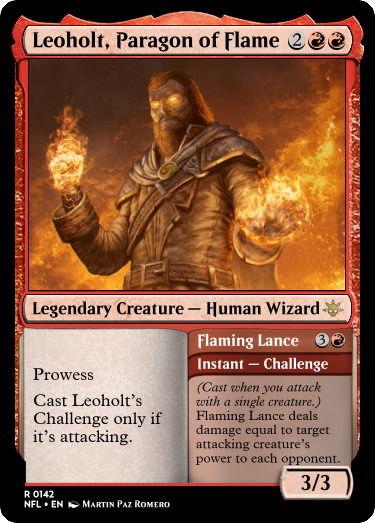 Leoholt, Paragon of Flame 2
Legendary Creature — Human Wizard
Prowess
Cast Leoholt's
Challenge only if
it's attacking.
Flaming Lance 3
Instant — Challenge
(Cast when you attack
with a single creature.)
Flaming Lance deals
damage equal to target
attacking creature's
power to each opponent.
3/3
R 0142
NFL • EN Martin Paz Romero